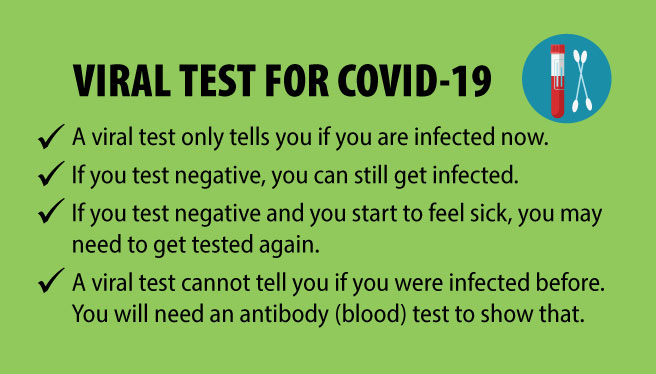 VIRAL TEST FOR COVID-19
A viral test only tells you if you are infected now.
If you test negative, you can still get infected.
If you test negative and you start to feel sick, you may
need to get tested again.
A viral test cannot tell you if you were infected before.
You will need an antibody (blood) test to show that.